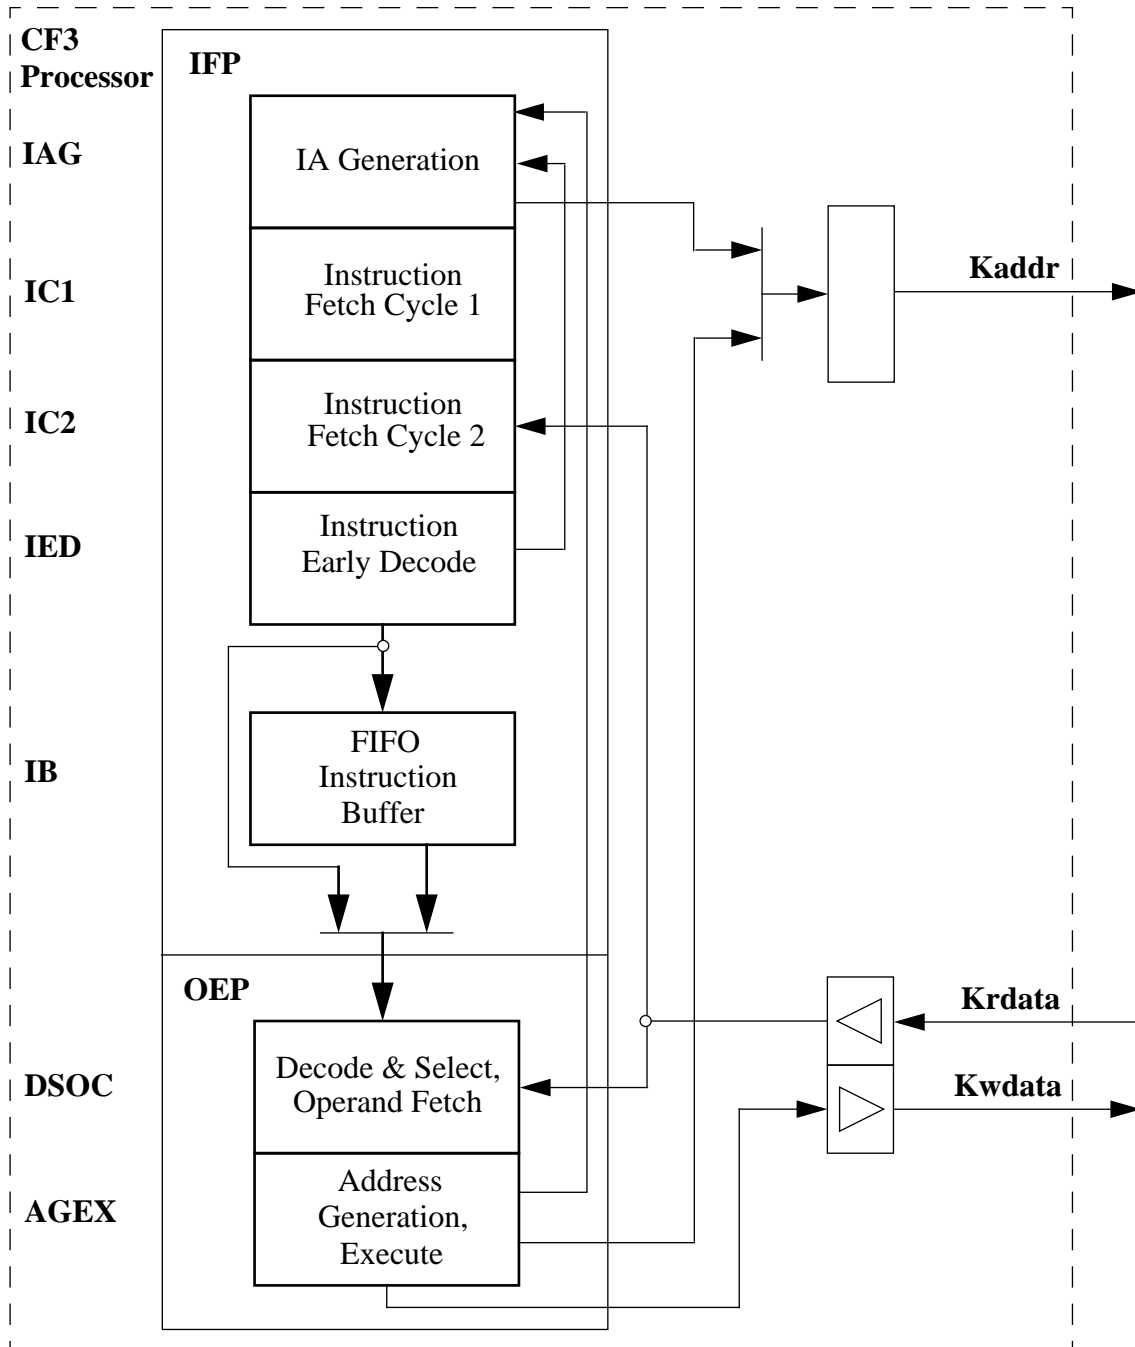 CF3
Processor
IFP
IAG
IA Generation
IC1
Instruction
Fetch Cycle 1
Kaddr
IC2
Instruction
Fetch Cycle 2
IED
Instruction
Early Decode
IB
FIFO
Instruction
Buffer
OEP
Krdata
DSOC
Decode & Select,
Operand Fetch
Kwdata
AGEX
Address
Generation,
Execute